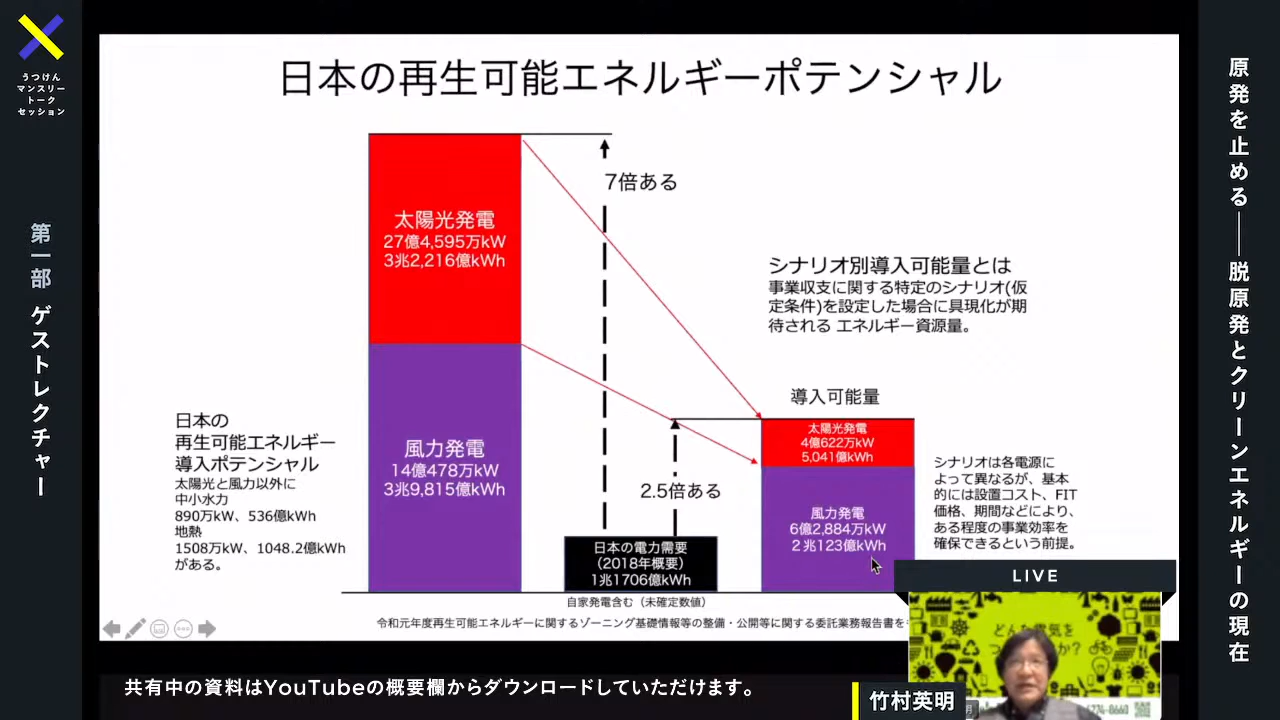 うつけん
マンスリー
トーク
セッション
第一部 ゲストレクチャー
日本の再生可能エネルギーポテンシャル
太陽光発電
27億4,595万kW
3兆2,216億kWh
風力発電
14億478万kW
3兆9,815億kWh
7倍ある
2.5倍ある
日本の電力需要
(2018年概要)
1兆1706億kWh
自家発電含む（未確定数値）
シナリオ別導入可能量とは
事業収支に関する特定のシナリオ(仮
定条件)を設定した場合に具現化が期
待される エネルギー資源量。
導入可能量
太陽光発電
4億622万kW
5,041億kWh
風力発電
6億2,884万kW
2兆123億kWh
日本の
再生可能エネルギー
導入ポテンシャル
太陽光と風力以外に
中小水力
890万kW、536億kWh
地熱
1508万kW、1048.2億kWh
がある。
シナリオは各電源に
よって異なるが、基本
的には設置コスト、FIT
価格、期間などにより、
ある程度の事業効率を
確保できるという前提。
令和元年度再生可能エネルギーに関するゾーニング基礎情報等の整備・公開等に関する委託業務報告書を
LIVE
どんな電気を
竹村英明
共有中の資料はYouTubeの概要欄からダウンロードしていただけます。
原発を止める——脱原発とクリーンエネルギーの現在